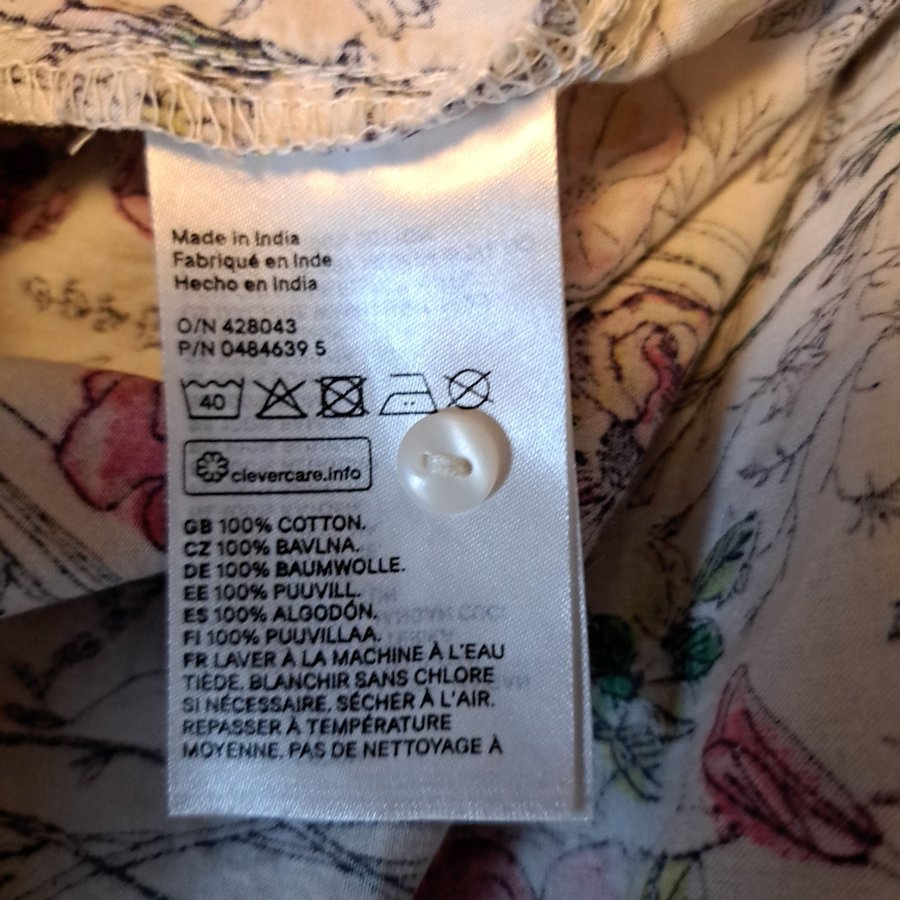 Made in India
Fabriqué en Inde
Hecho en India
O/N 428043
P/N 0484639 5
40
clevercare.info
GB 100% COTTON.
CZ 100% BAVLNA.
DE 100% BAUMWOLLE.
EE 100% PUUVILL.
ES 100% ALGODÓN.
FI 100% PUUVILLAA.
FR LAVER À LA MACHINE À L'EAU
TIÈDE. BLANCHIR SANS CHLORE
SI NÉCESSAIRE. SÉCHER À L'AIR.
REPASSER À TEMPÉRATURE
MOYENNE. PAS DE NETTOYAGE À